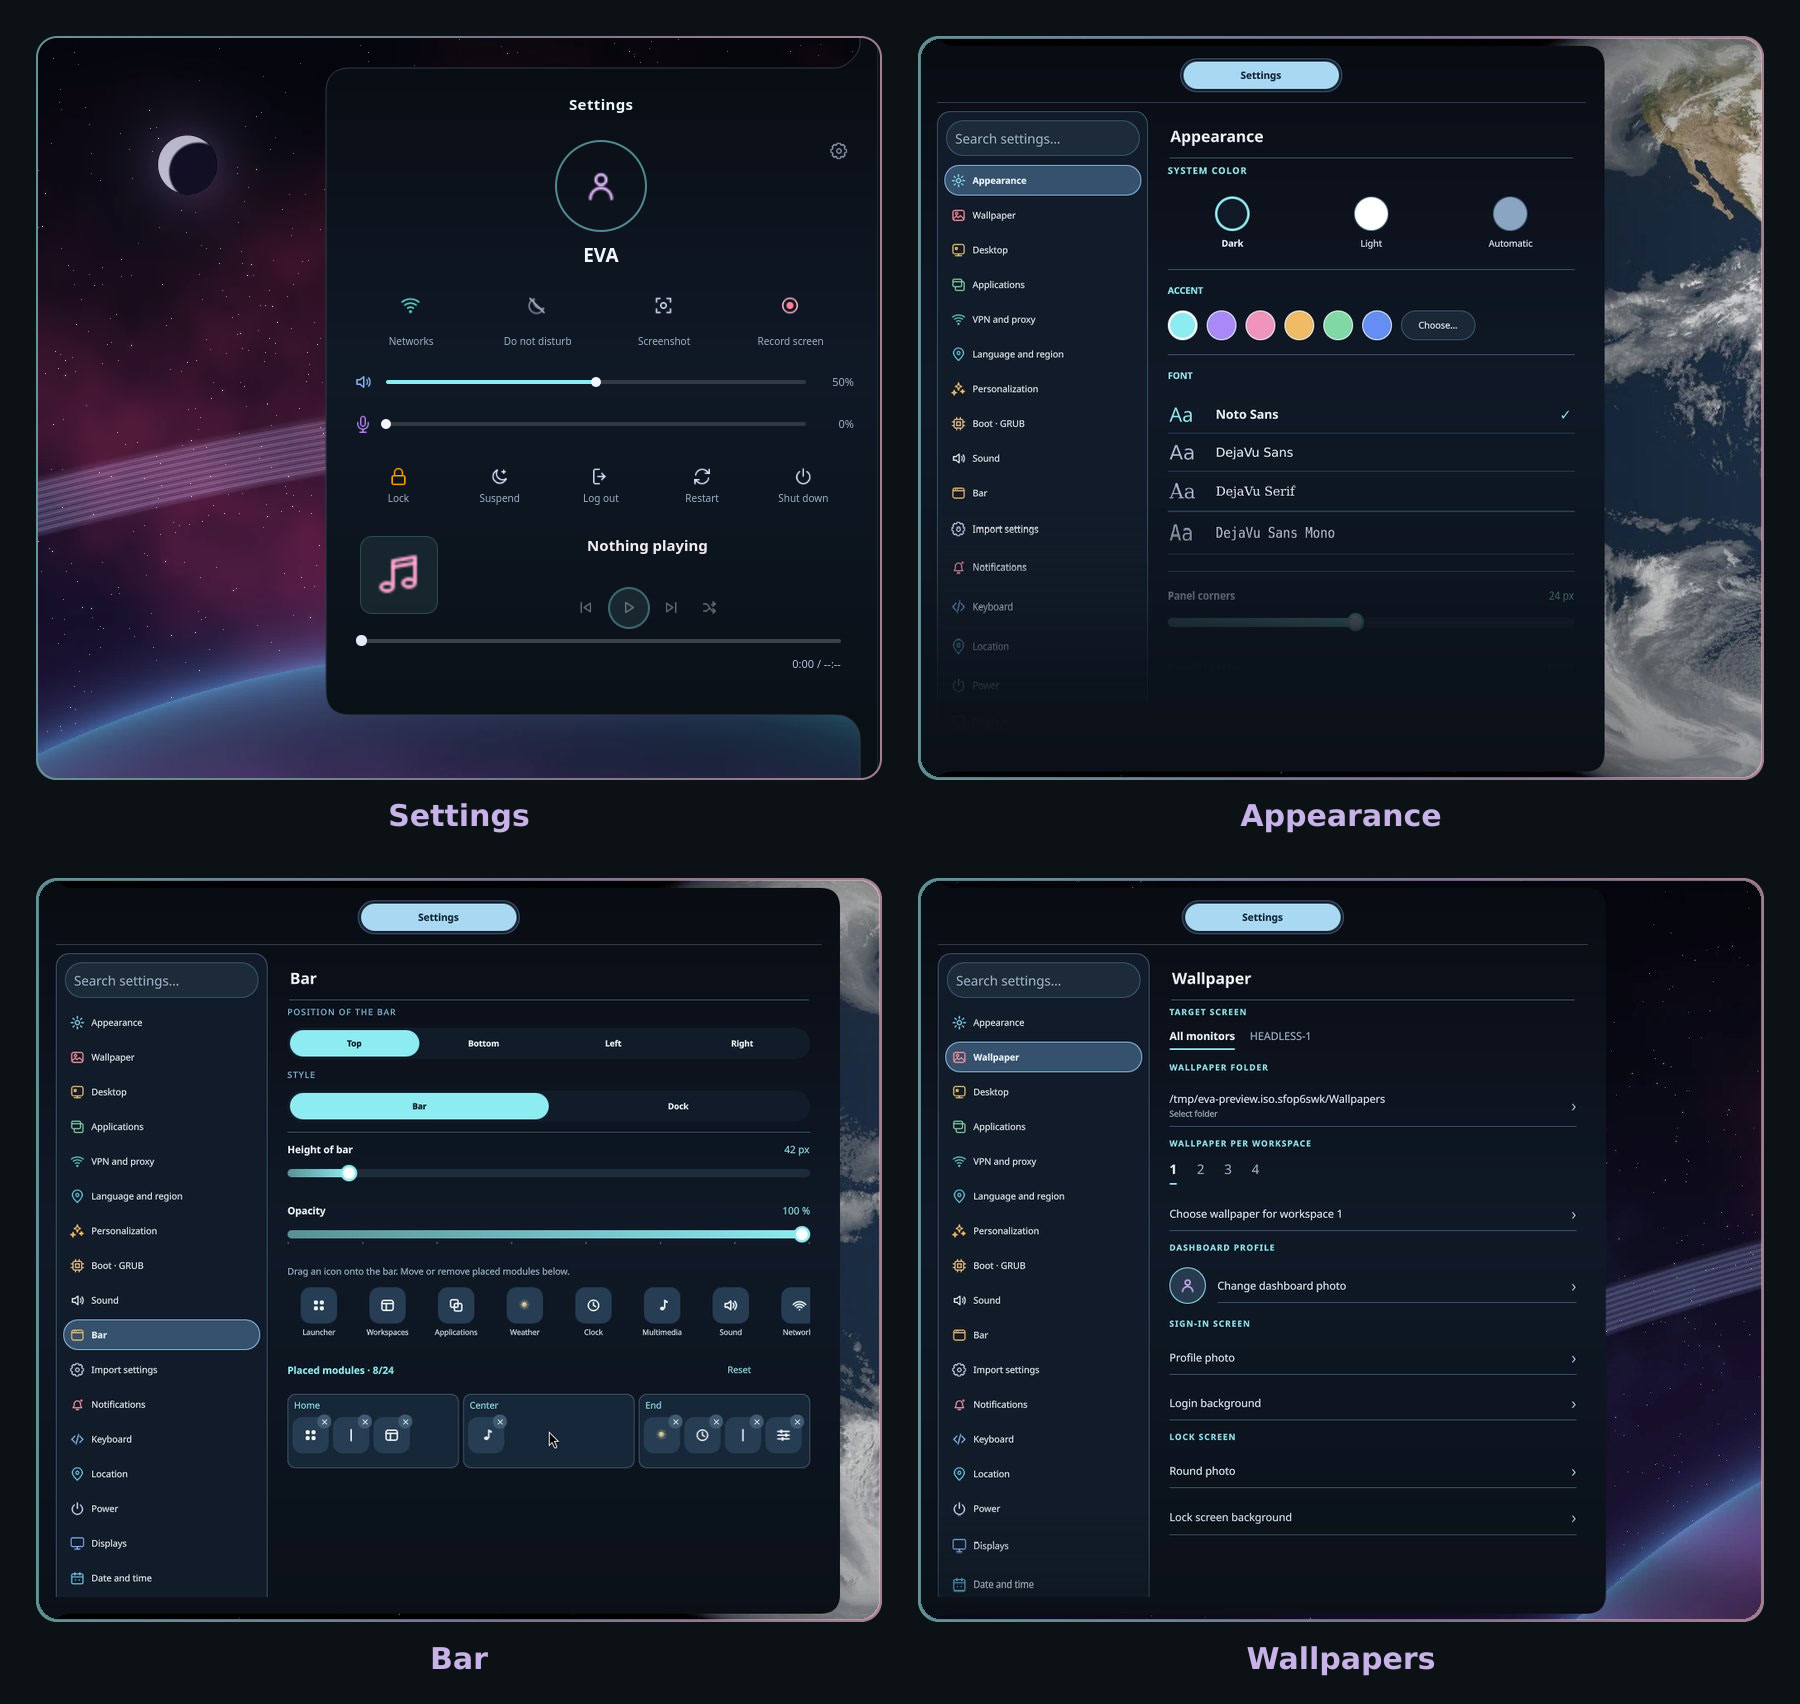 Settings
EVA
Networks
Do not disturb
Screenshot
Record screen
50%
0%
Lock
Suspend
Log out
Restart
Shut down
Nothing playing
0:00 / --:--
Settings
Settings
Search settings...
Appearance
Wallpaper
Desktop
Applications
VPN and proxy
Language and region
Personalization
Boot · GRUB
Sound
Bar
Import settings
Notifications
Keyboard
Location
Power
Appearance
SYSTEM COLOR
Dark
Light
Automatic
ACCENT
Choose...
FONT
Aa Noto Sans ✓
Aa DejaVu Sans
Aa DejaVu Serif
Aa DejaVu Sans Mono
Panel corners 24 px
Appearance
Settings
Search settings...
Appearance
Wallpaper
Desktop
Applications
VPN and proxy
Language and region
Personalization
Boot · GRUB
Sound
Bar
Import settings
Notifications
Keyboard
Location
Power
Displays
Date and time
Bar
POSITION OF THE BAR
Top
Bottom
Left
Right
STYLE
Bar
Dock
Height of bar 42 px
Opacity 100 %
Drag an icon onto the bar. Move or remove placed modules below.
Launcher
Workspaces
Applications
Weather
Clock
Multimedia
Sound
Network
Placed modules · 8/24
Reset
Home
Center
End
Bar
Settings
Search settings...
Appearance
Wallpaper
Desktop
Applications
VPN and proxy
Language and region
Personalization
Boot · GRUB
Sound
Bar
Import settings
Notifications
Keyboard
Location
Power
Displays
Date and time
Wallpaper
TARGET SCREEN
All monitors HEADLESS-1
WALLPAPER FOLDER
/tmp/eva-preview.iso.sfop6swk/Wallpapers
Select folder
WALLPAPER PER WORKSPACE
1 2 3 4
Choose wallpaper for workspace 1
DASHBOARD PROFILE
Change dashboard photo
SIGN-IN SCREEN
Profile photo
Login background
LOCK SCREEN
Round photo
Lock screen background
Wallpapers